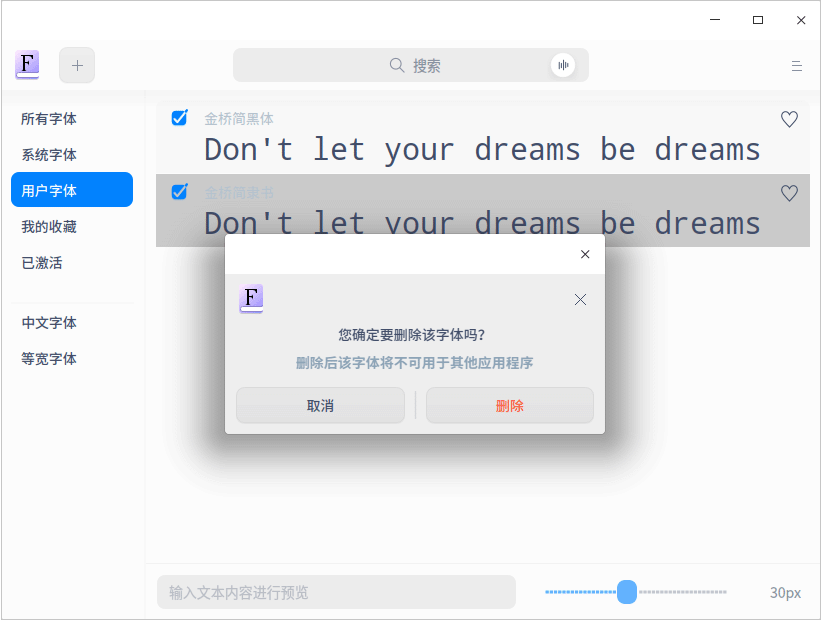 F
搜索
所有字体
系统字体
用户字体
我的收藏
已激活
中文字体
等宽字体
金桥简黑体
Don't let your dreams be dreams
金桥简隶书
Don't let your dreams be dreams
F
您确定要删除该字体吗?
删除后该字体将不可用于其他应用程序
取消
删除
输入文本内容进行预览
30px